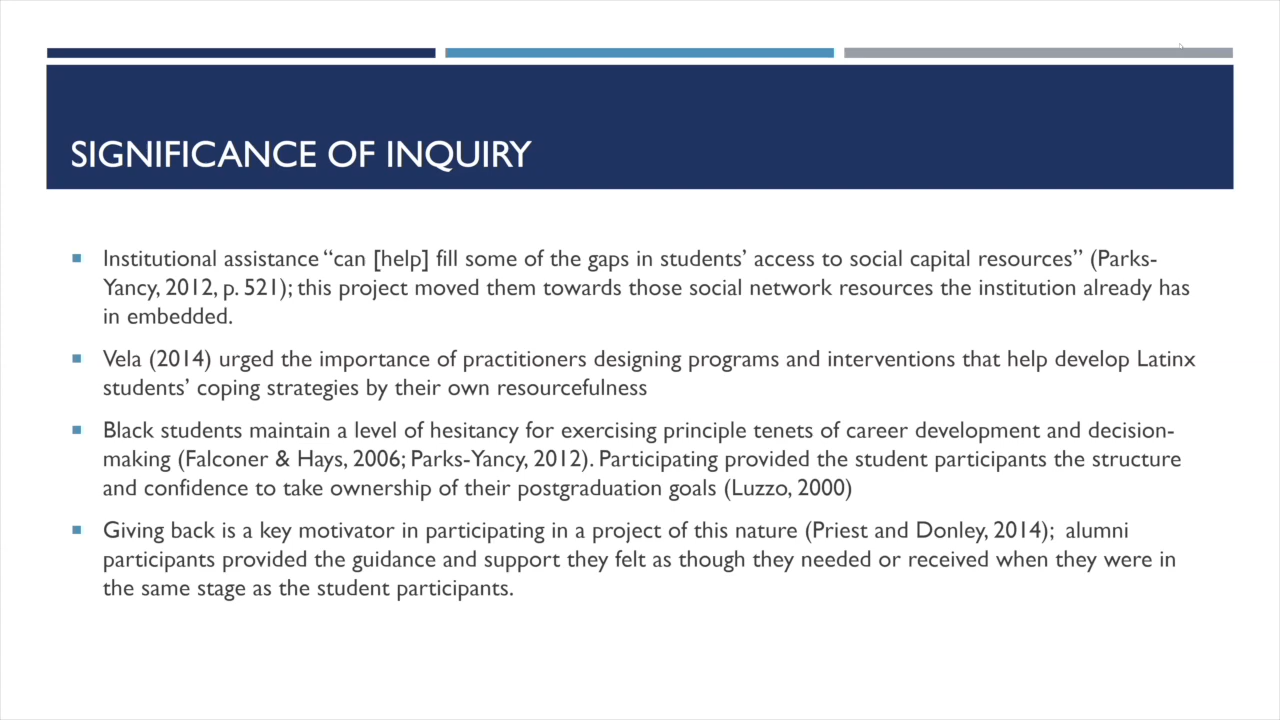 SIGNIFICANCE OF INQUIRY
Institutional assistance “can [help] fill some of the gaps in students’ access to social capital resources” (Parks-
Yancy, 2012, p. 521); this project moved them towards those social network resources the institution already has
in embedded.
Vela (2014) urged the importance of practitioners designing programs and interventions that help develop Latinx
students’ coping strategies by their own resourcefulness
Black students maintain a level of hesitancy for exercising principle tenets of career development and decision-
making (Falconer & Hays, 2006; Parks-Yancy, 2012). Participating provided the student participants the structure
and confidence to take ownership of their postgraduation goals (Luzzo, 2000)
Giving back is a key motivator in participating in a project of this nature (Priest and Donley, 2014); alumni
participants provided the guidance and support they felt as though they needed or received when they were in
the same stage as the student participants.